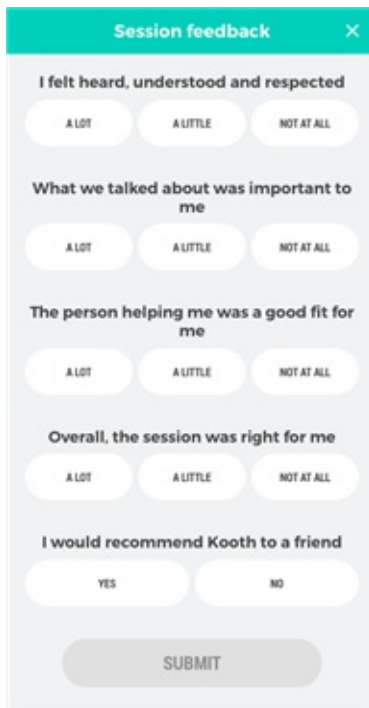 Session feedback ×
I felt heard, understood and respected
A LOT A LITTLE NOT AT ALL
What we talked about was important to
me
A LOT A LITTLE NOT AT ALL
The person helping me was a good fit for
me
A LOT A LITTLE NOT AT ALL
Overall, the session was right for me
A LOT A LITTLE NOT AT ALL
I would recommend Kooth to a friend
YES NO
SUBMIT